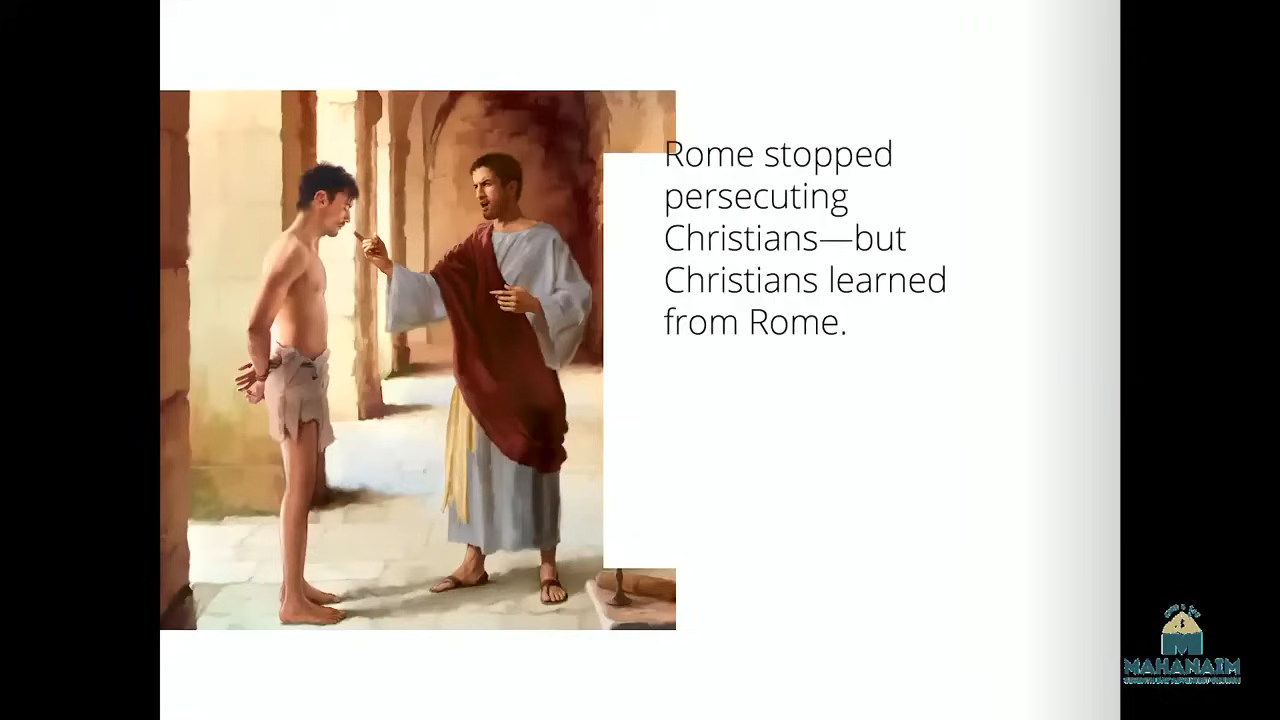 Rome stopped
persecuting
Christians—but
Christians learned
from Rome.
MAHANAIM